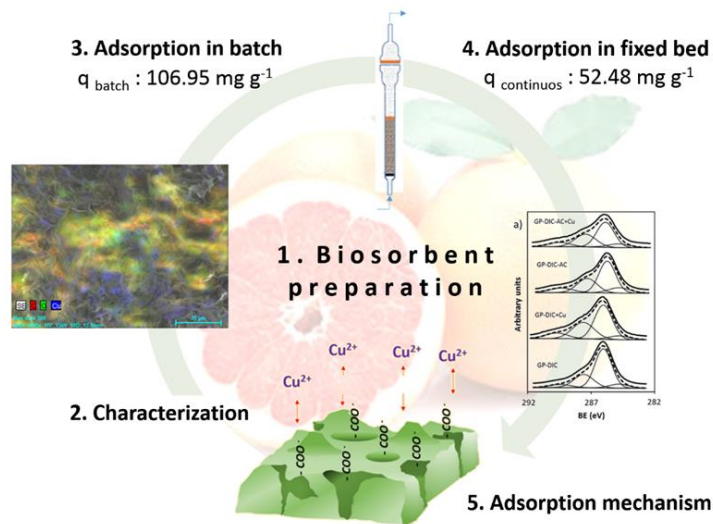 3. Adsorption in batch
q batch : 106.95 mg g⁻¹
4. Adsorption in fixed bed
q continuos : 52.48 mg g⁻¹
1. Biosorbent
preparation
a)
GP-DIC-AC+Cu
GP-DIC-AC
GP-DIC+Cu
GP-DIC
Arbitrary units
292 287 282
BE (eV)
Cu
Cu²⁺ Cu²⁺ Cu²⁺ Cu²⁺
2. Characterization
-COO⁻ -COO⁻ -COO⁻ -COO⁻ -COO⁻ -COO⁻
5. Adsorption mechanism